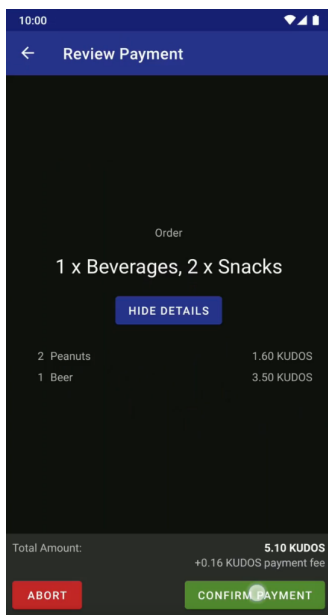 10:00
Review Payment
Order
1 x Beverages, 2 x Snacks
HIDE DETAILS
2 Peanuts 1.60 KUDOS
1 Beer 3.50 KUDOS
Total Amount: 5.10 KUDOS
+0.16 KUDOS payment fee
ABORT CONFIRM PAYMENT